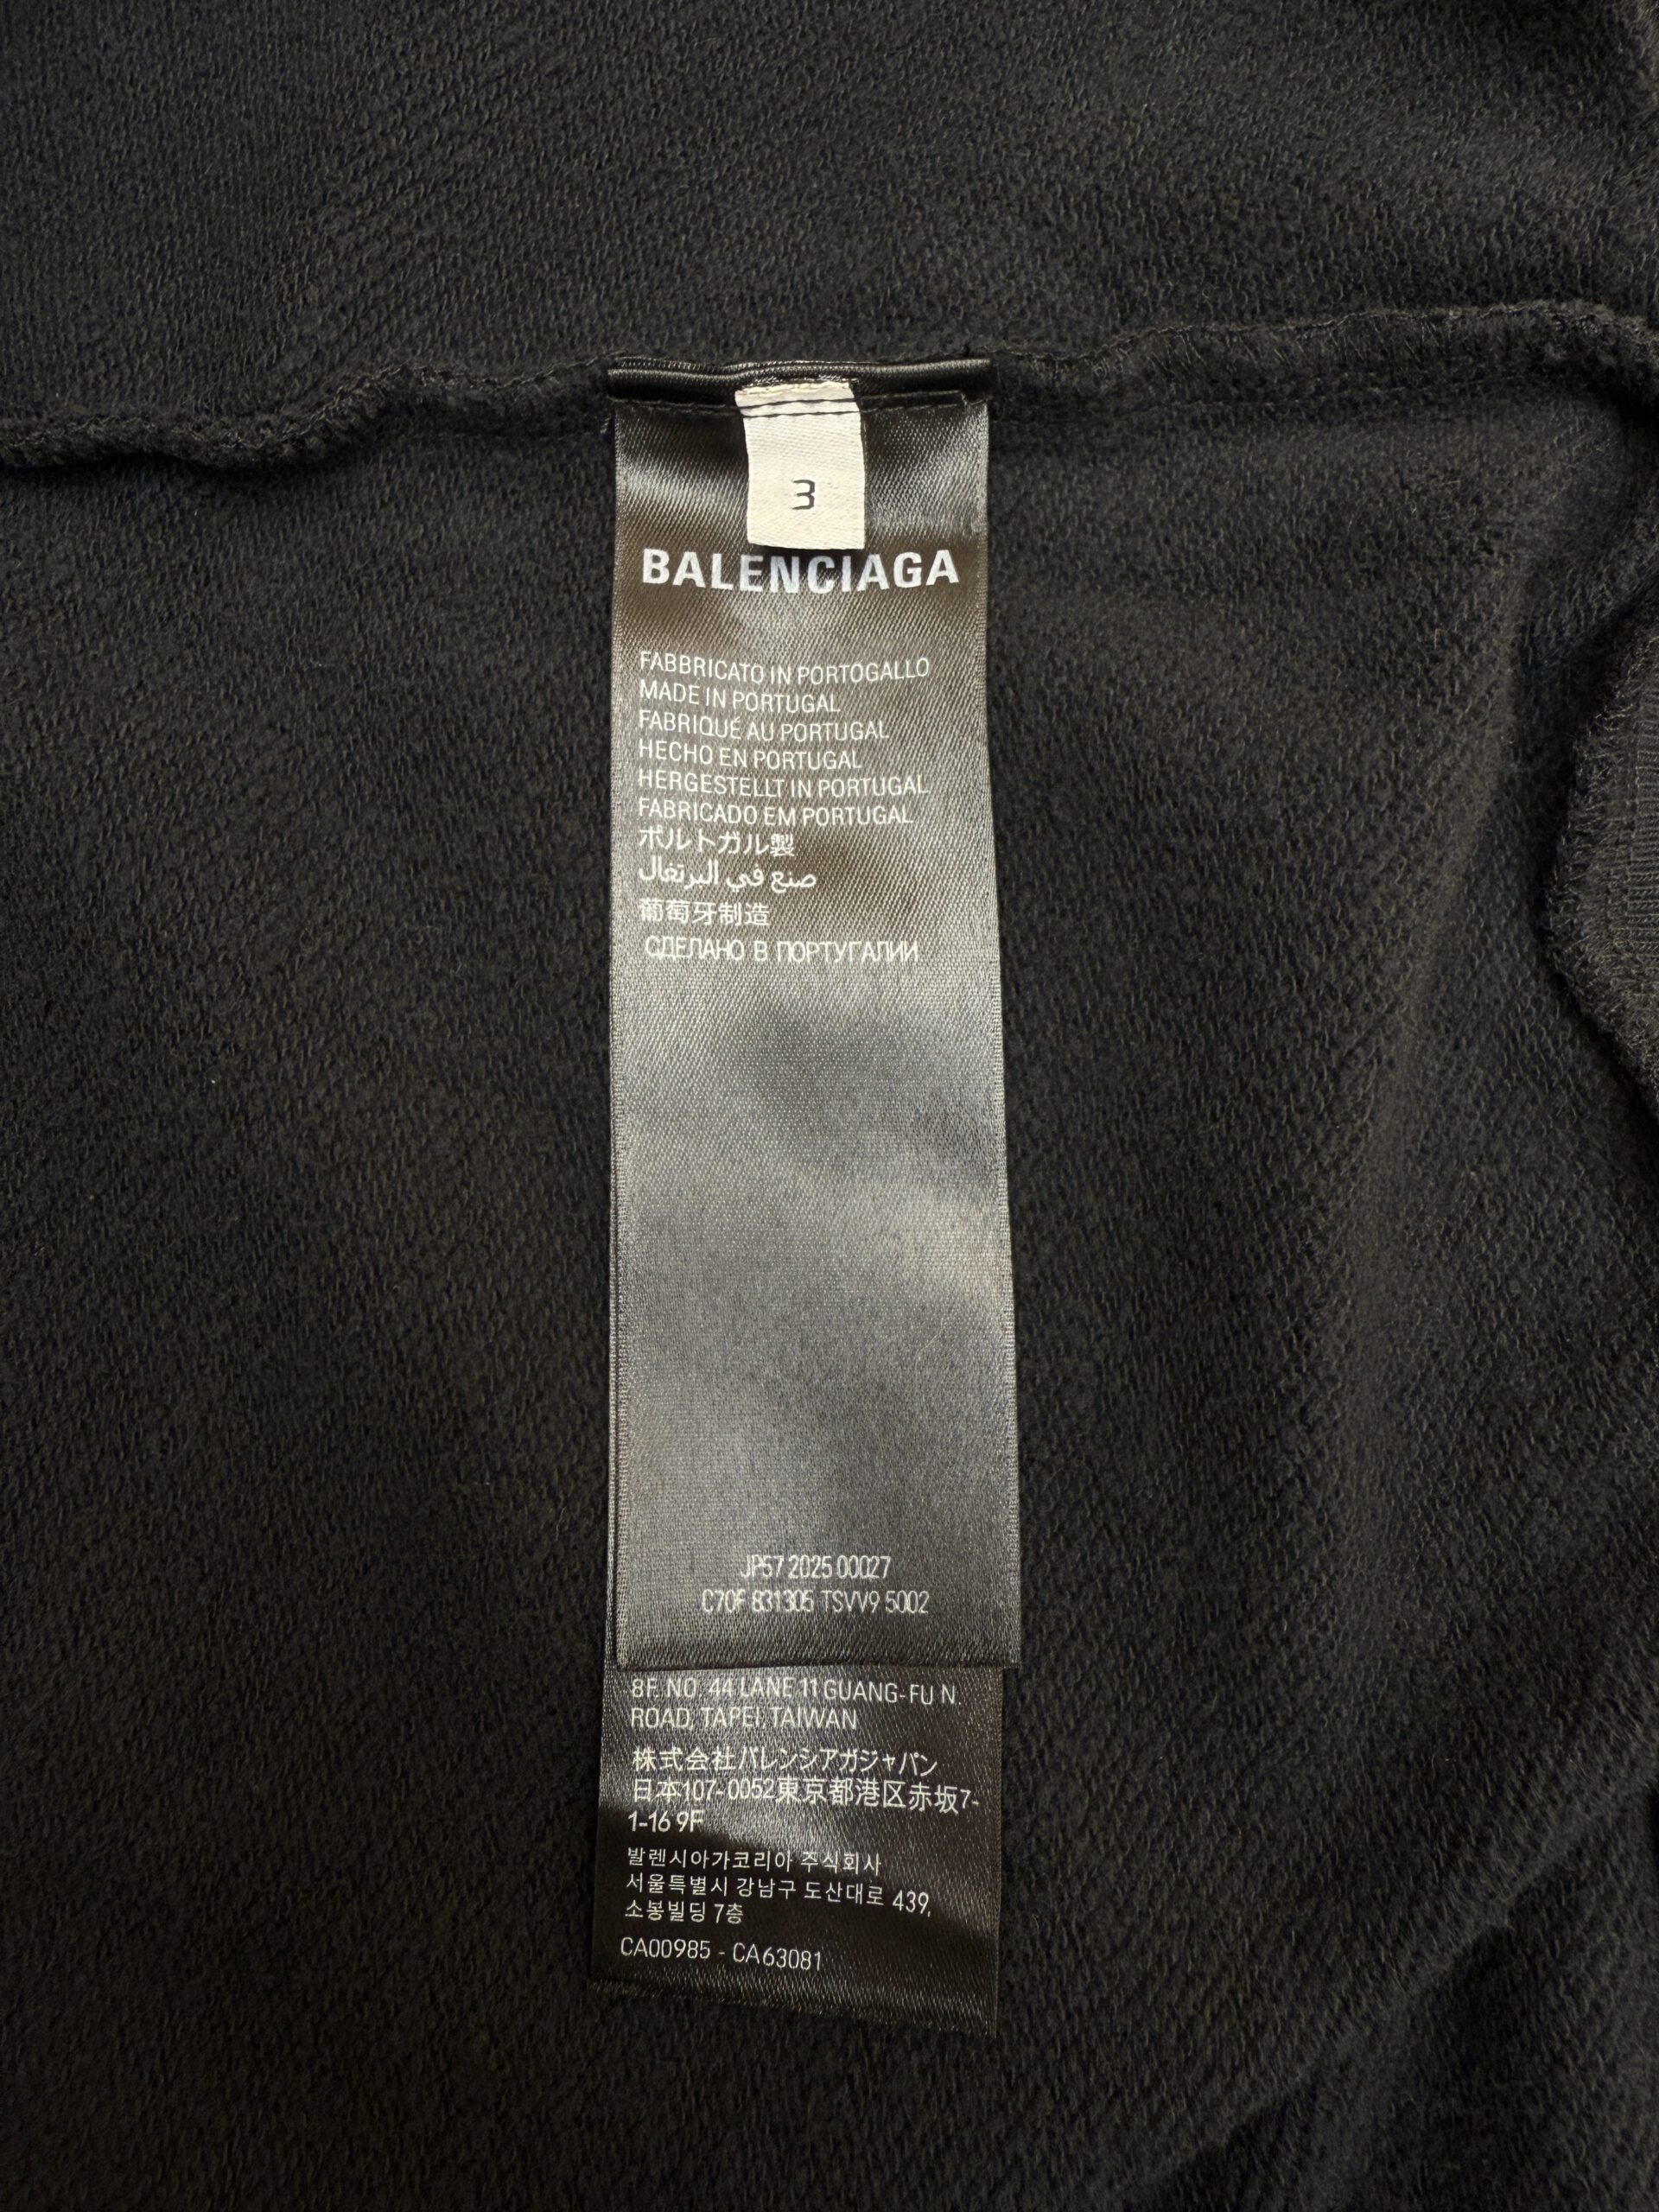 3
BALENCIAGA
FABBRICATO IN PORTOGALLO
MADE IN PORTUGAL
FABRIQUÉ AU PORTUGAL
HECHO EN PORTUGAL
HERGESTELLT IN PORTUGAL
FABRICADO EM PORTUGAL
ポルトガル製
صنع في البرتغال
葡萄牙制造
СДЕЛАНО В ПОРТУГАЛИИ
JP57 2025 00027
C70F 831305 TSVV9 5002
8F. NO. 44 LANE 11 GUANG-FU N.
ROAD, TAPEI, TAIWAN
株式会社バレンシアガジャパン
日本107-0052東京都港区赤坂7-
1-16 9F
발렌시아가코리아 주식회사
서울특별시 강남구 도산대로 439,
소봉빌딩 7층
CA00985 - CA63081